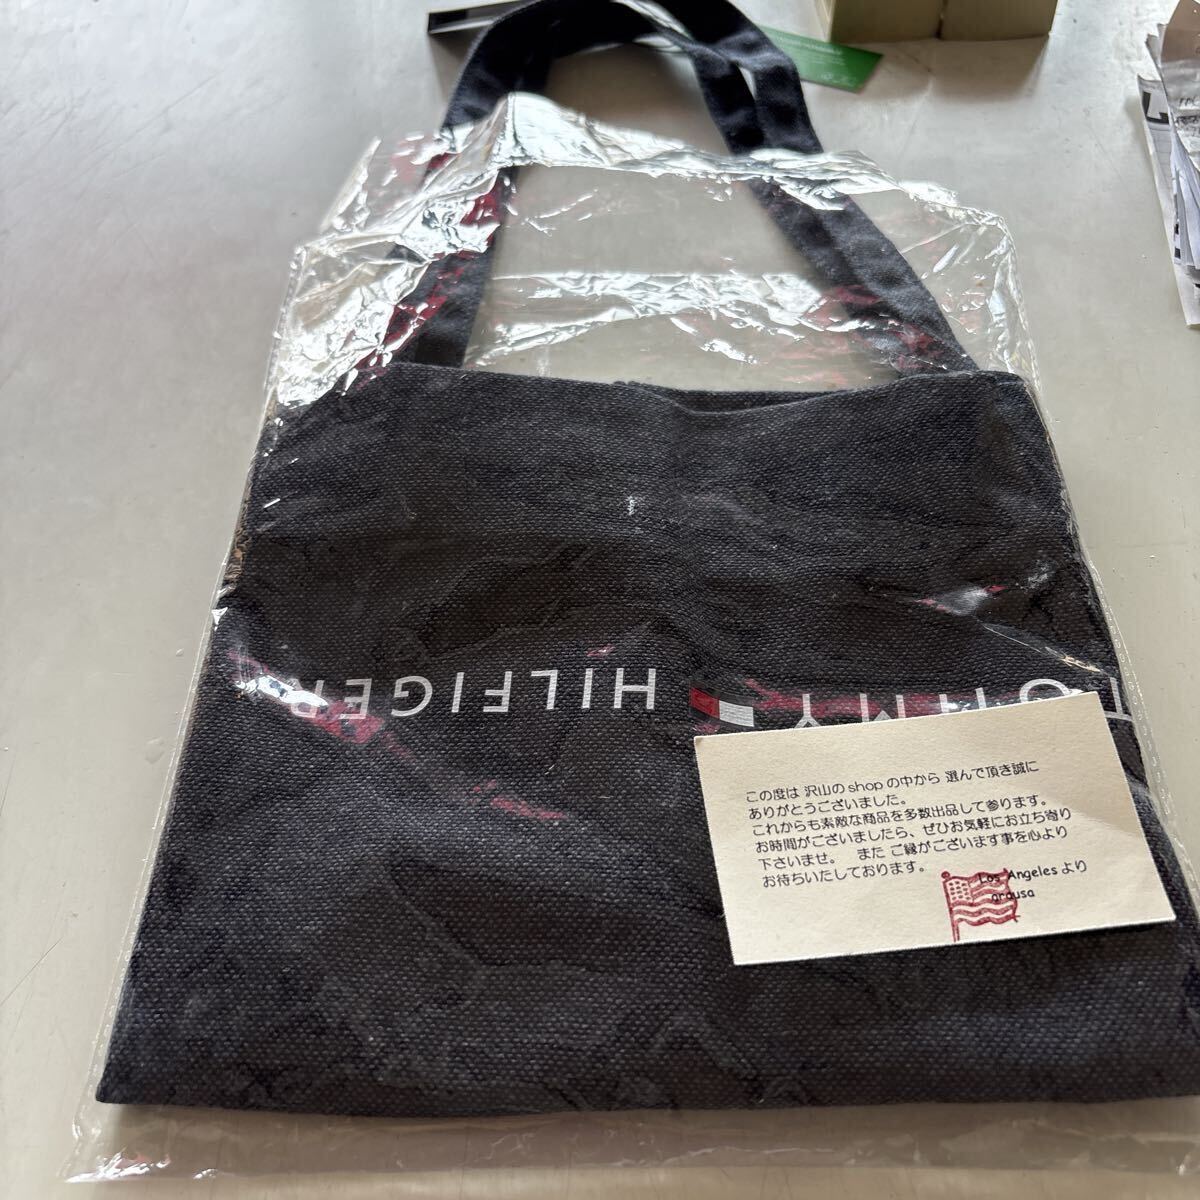 TOMMY HILFIGER
この度は 沢山の shop の中から 選んで頂き誠に
ありがとうございました。
これからも素敵な商品を多数出品して参ります。
お時間がございましたら、ぜひお気軽にお立ち寄り
下さいませ。 また ご縁がございます事を心より
お待ちいたしております。
Los Angeles より